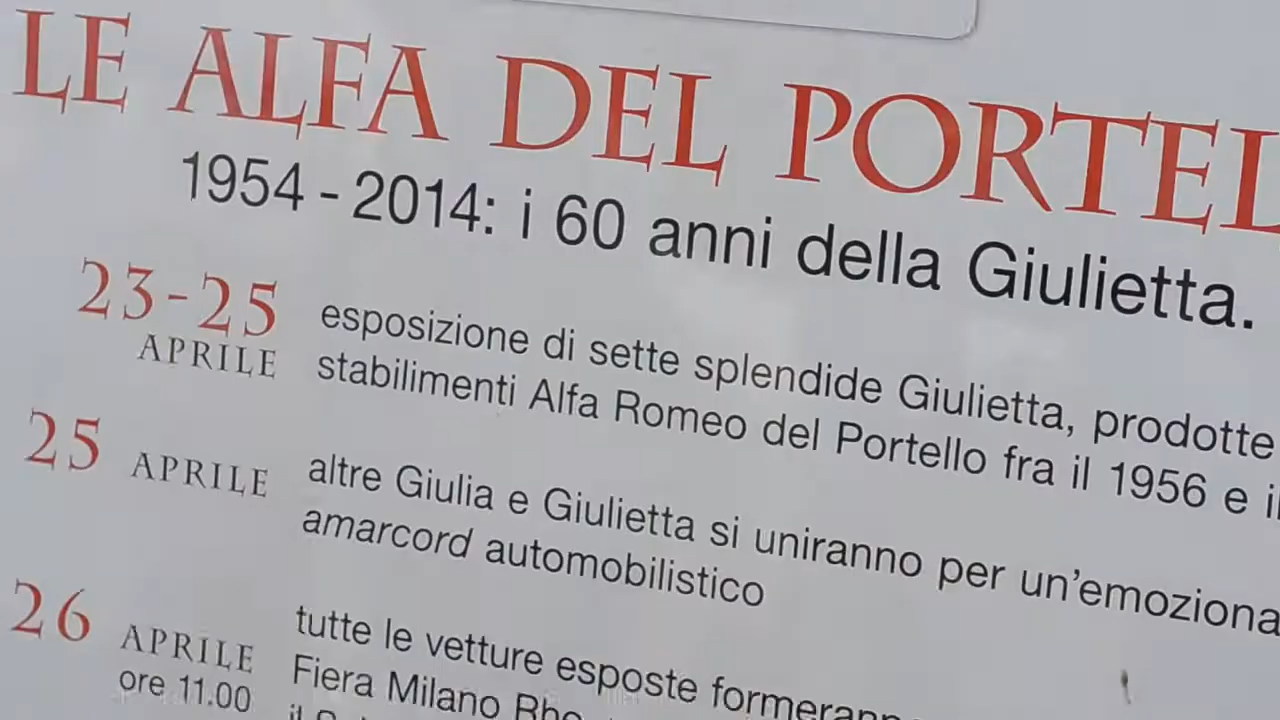 LE ALFA DEL PORTEL
1954 - 2014: i 60 anni della Giulietta.
23-25 APRILE
esposizione di sette splendide Giulietta, prodotte
stabilimenti Alfa Romeo del Portello fra il 1956 e il
25 APRILE
altre Giulia e Giulietta si uniranno per un'emoziona
amarcord automobilistico
26 APRILE
ore 11.00
tutte le vetture esposte formerann
Fiera Milano Rho